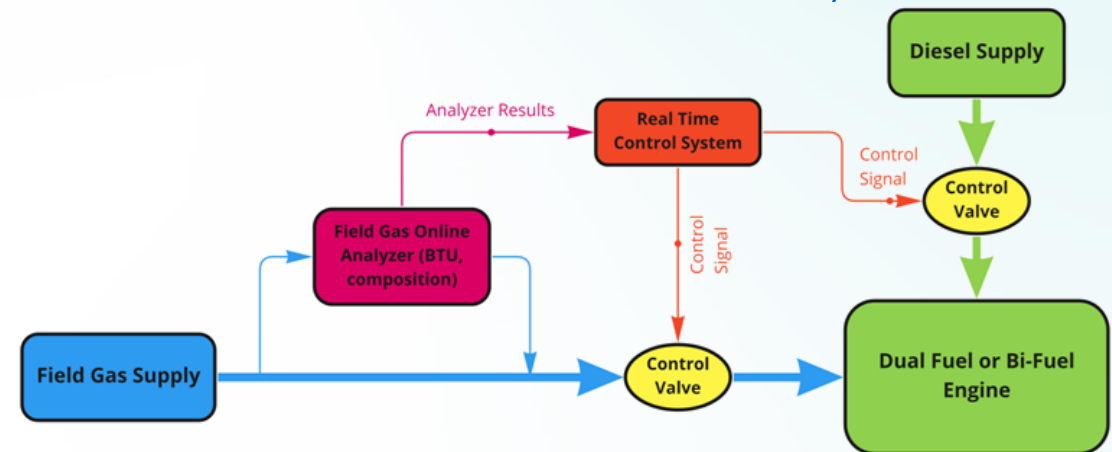 Diesel Supply
Analyzer Results
Real Time
Control System
Control
Signal
Control
Valve
Field Gas Online
Analyzer (BTU,
composition)
Control
Signal
Field Gas Supply
Control
Valve
Dual Fuel or Bi-Fuel
Engine